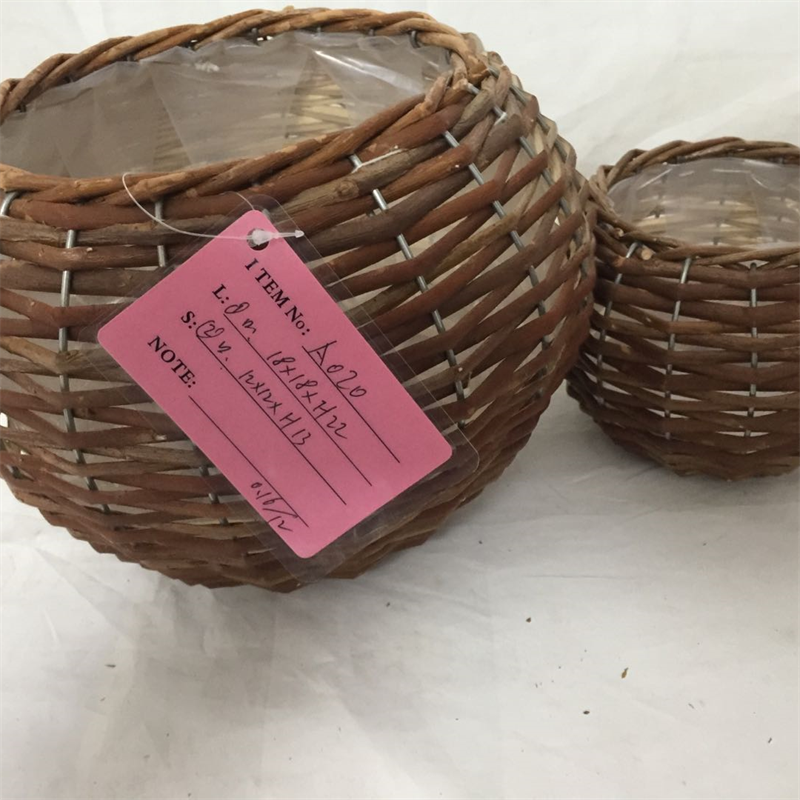 ITEM No: A020
L: 18x18xH22
S: 12x12xH13
NOTE: